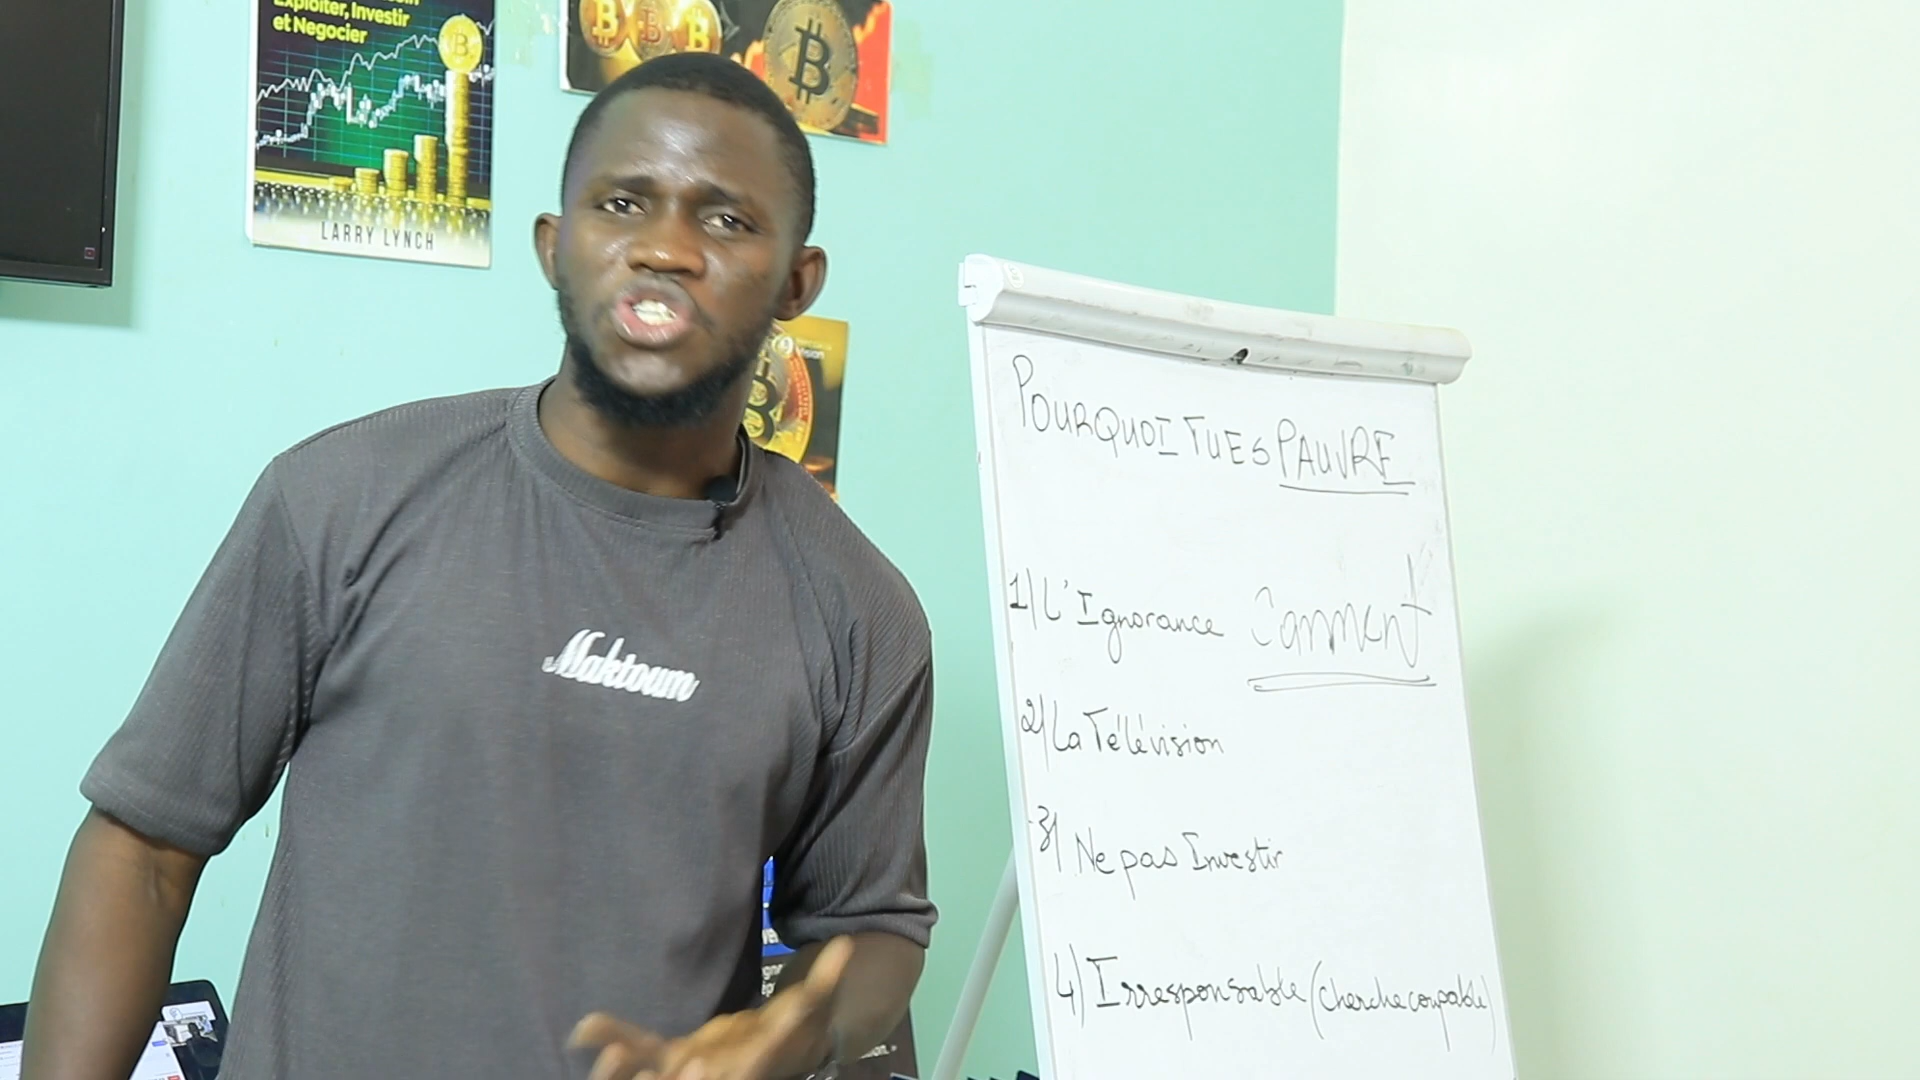 Exploiter, Investir
et Negocier
LARRY LYNCH
Maktoum
POURQUOI TU ES PAUVRE
1) L'Ignorance Comment
2) La Télévision
3) Ne pas Investir
4) Irresponsable (cherche coupable)